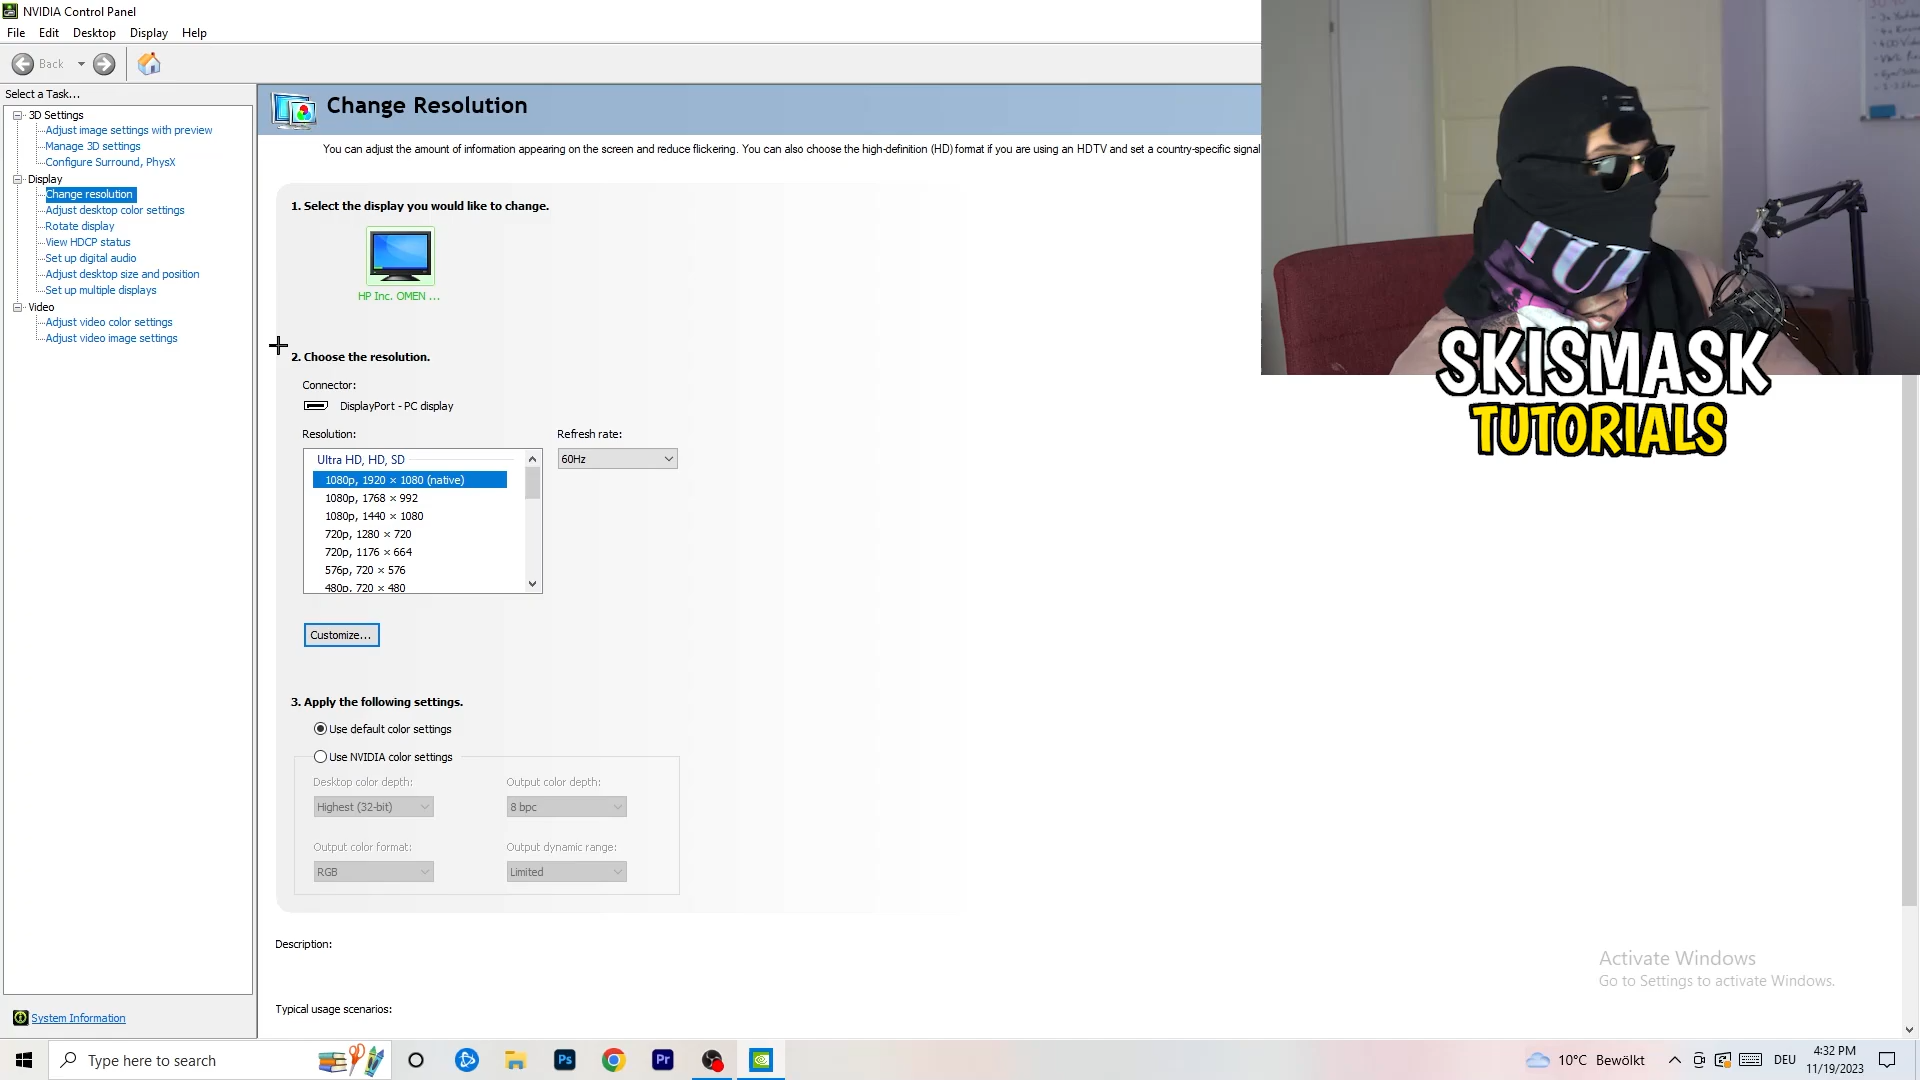 NVIDIA Control Panel
File Edit Desktop Display Help
Back
Select a Task...
3D Settings
Adjust image settings with preview
Manage 3D settings
Configure Surround, PhysX
Display
Change resolution
Adjust desktop color settings
Rotate display
View HDCP status
Set up digital audio
Adjust desktop size and position
Set up multiple displays
Video
Adjust video color settings
Adjust video image settings
System Information
Change Resolution
You can adjust the amount of information appearing on the screen and reduce flickering. You can also choose the high-definition (HD) format if you are using an HDTV and set a country-specific signal
1. Select the display you would like to change.
HP Inc. OMEN ...
2. Choose the resolution.
Connector:
DisplayPort - PC display
Resolution:
Refresh rate:
Ultra HD, HD, SD
60Hz
1080p, 1920 × 1080 (native)
1080p, 1768 × 992
1080p, 1440 × 1080
720p, 1280 × 720
720p, 1176 × 664
576p, 720 × 576
480p, 720 × 480
Customize...
3. Apply the following settings.
Use default color settings
Use NVIDIA color settings
Desktop color depth:
Output color depth:
Highest (32-bit)
8 bpc
Output color format:
Output dynamic range:
RGB
Limited
Description:
Typical usage scenarios:
SKISMASK
TUTORIALS
Activate Windows
Go to Settings to activate Windows.
Type here to search
Ps
Pr
10°C Bewölkt
DEU
4:32 PM
11/19/2023